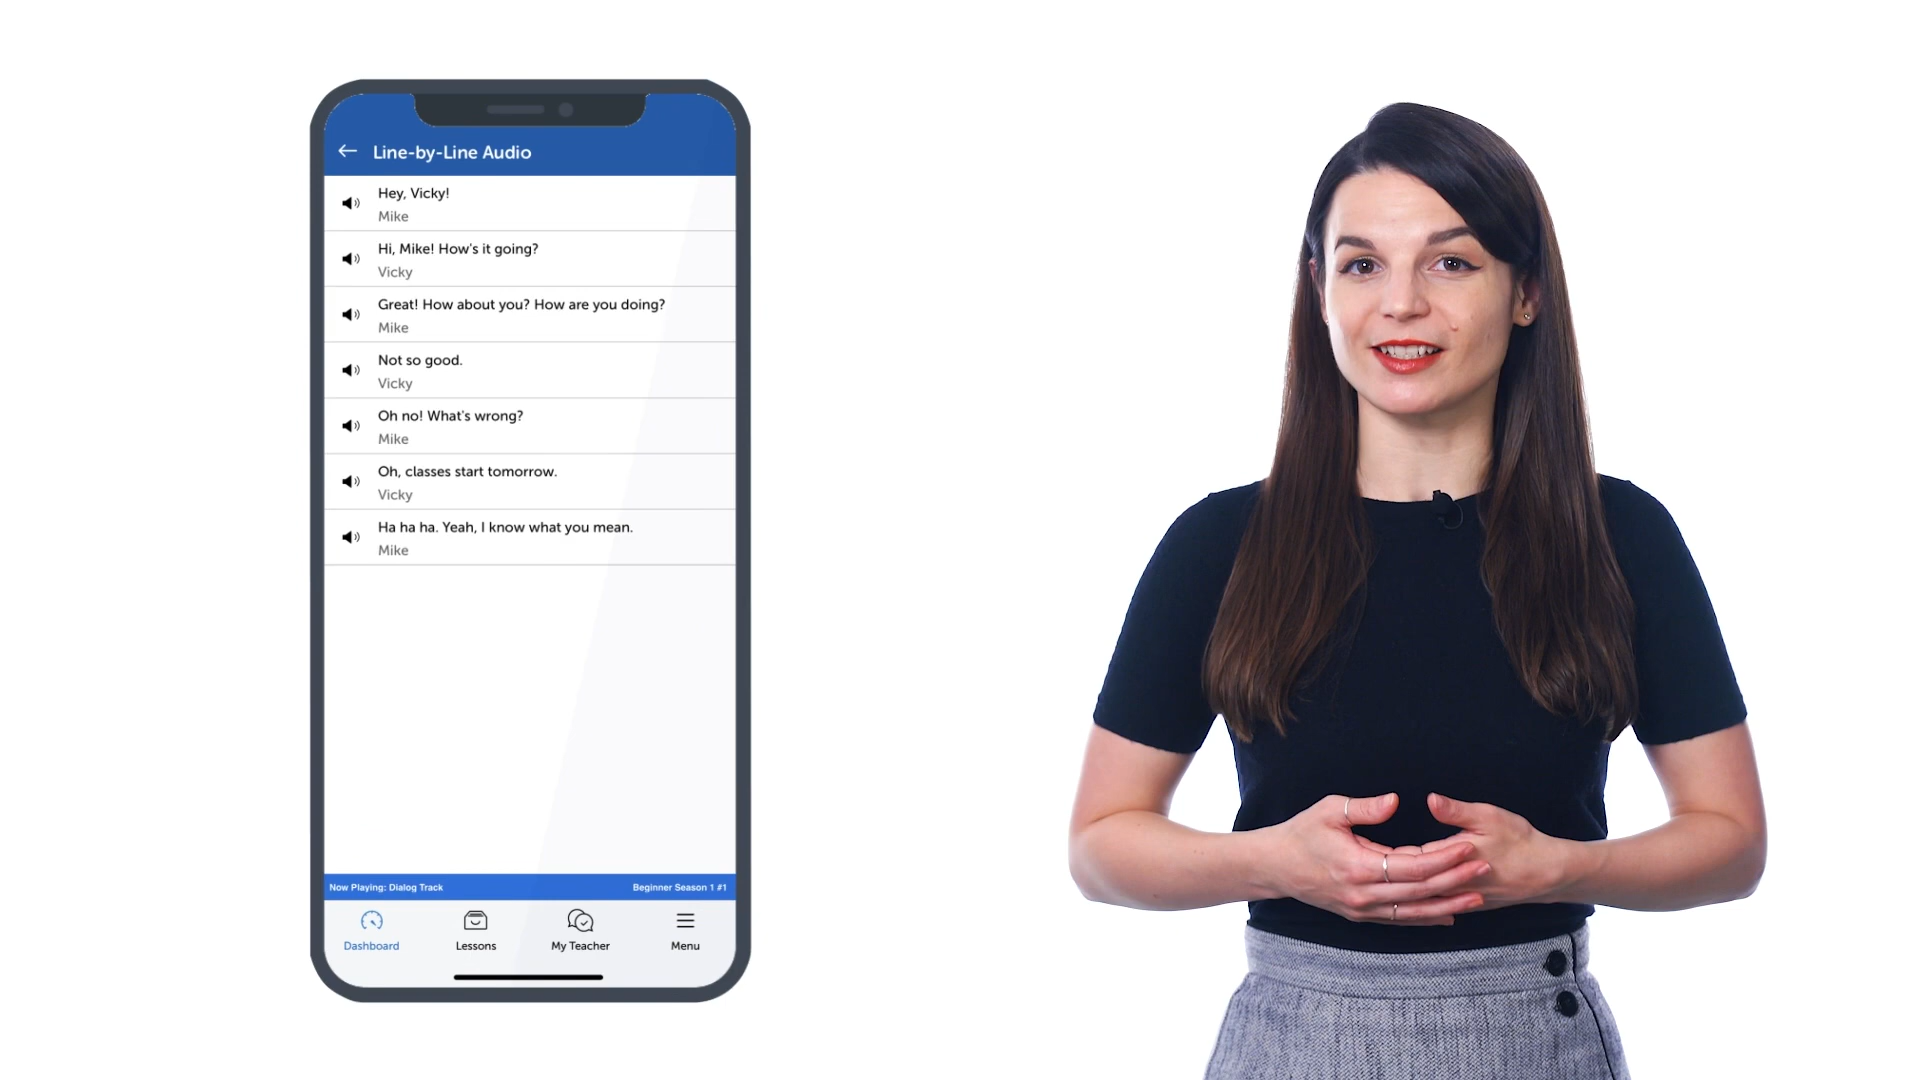 Line-by-Line Audio
Hey, Vicky!
Mike
Hi, Mike! How's it going?
Vicky
Great! How about you? How are you doing?
Mike
Not so good.
Vicky
Oh no! What's wrong?
Mike
Oh, classes start tomorrow.
Vicky
Ha ha ha. Yeah, I know what you mean.
Mike
Now Playing: Dialog Track
Beginner Season 1 #1
Dashboard
Lessons
My Teacher
Menu